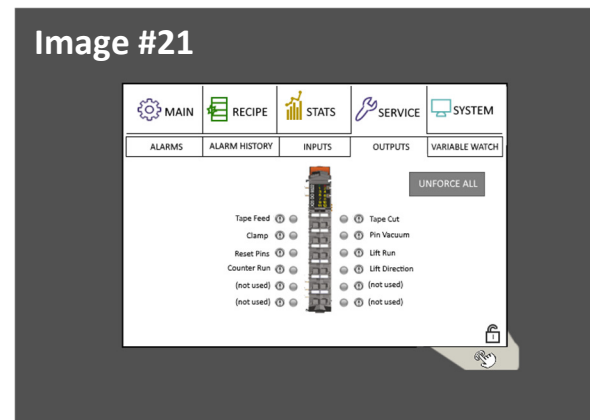 Image #21
MAIN
RECIPE
STATS
SERVICE
SYSTEM
ALARMS
ALARM HISTORY
INPUTS
OUTPUTS
VARIABLE WATCH
UNFORCE ALL
Tape Feed
Tape Cut
Clamp
Pin Vacuum
Reset Pins
Lift Run
Counter Run
Lift Direction
(not used)
(not used)
(not used)
(not used)